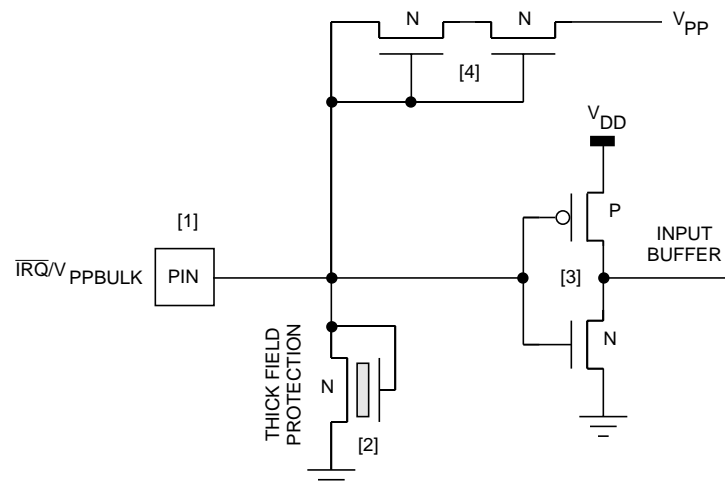 N
N
V PP
[4]
V DD
[1]
P
INPUT
BUFFER
IRQ/V PPBULK
PIN
[3]
THICK FIELD
PROTECTION
N
N
[2]